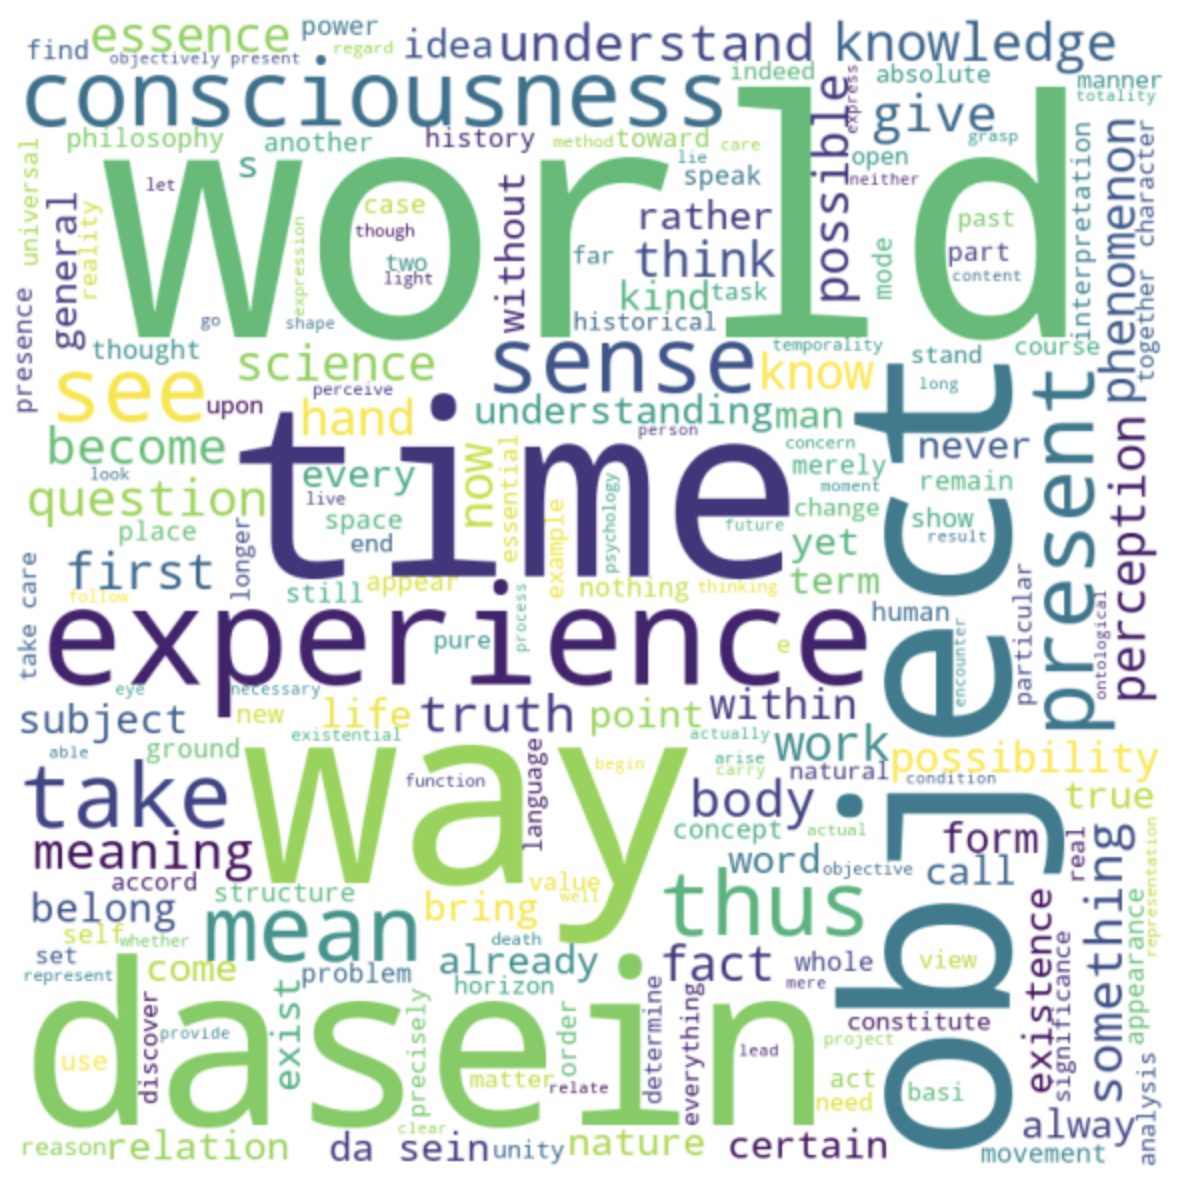 find
essence
objectively present
power
regard
idea
understand
knowledge
consciousness
indeed
absolute
manner
totality
give
express
possible
grasp
philosophy
another
history
method
toward
care
lie
speak
open
neither
s
world
let
universal
general
reality
case
though
two
light
expression
without
rather
far
think
kind
task
mode
past
part
content
interpretation
phenomenon
together
character
presence
go
shape
historical
thought
science
sense
temporality
know
stand
course
long
see
upon
perceive
hand
understanding
man
person
concern
never
become
look
time
every
now
essential
merely
moment
remain
question
live
space
end
example
psychology
future
change
show
result
place
longer
yet
object
present
perception
first
follow
still
appear
nothing
thinking
term
take care
experience
process
pure
e
human
particular
encounter
ontological
eye
necessary
subject
new
life
truth
point
within
existential
able
ground
actually
work
possibility
arise
carry
natural
condition
take
way
function
language
begin
body
true
meaning
concept
actual
form
real
accord
word
objective
call
something
representation
structure
value
well
belong
mean
bring
thus
self
whether
set
death
already
fact
whole
view
existence
significance
appearance
represent
come
problem
horizon
mere
dasein
exist
discover
provide
precisely
order
determine
everything
constitute
use
matter
relate
lead
project
act
need
basi
analysis
clear
alway
reason
relation
da sein
unity
nature
certain
movement